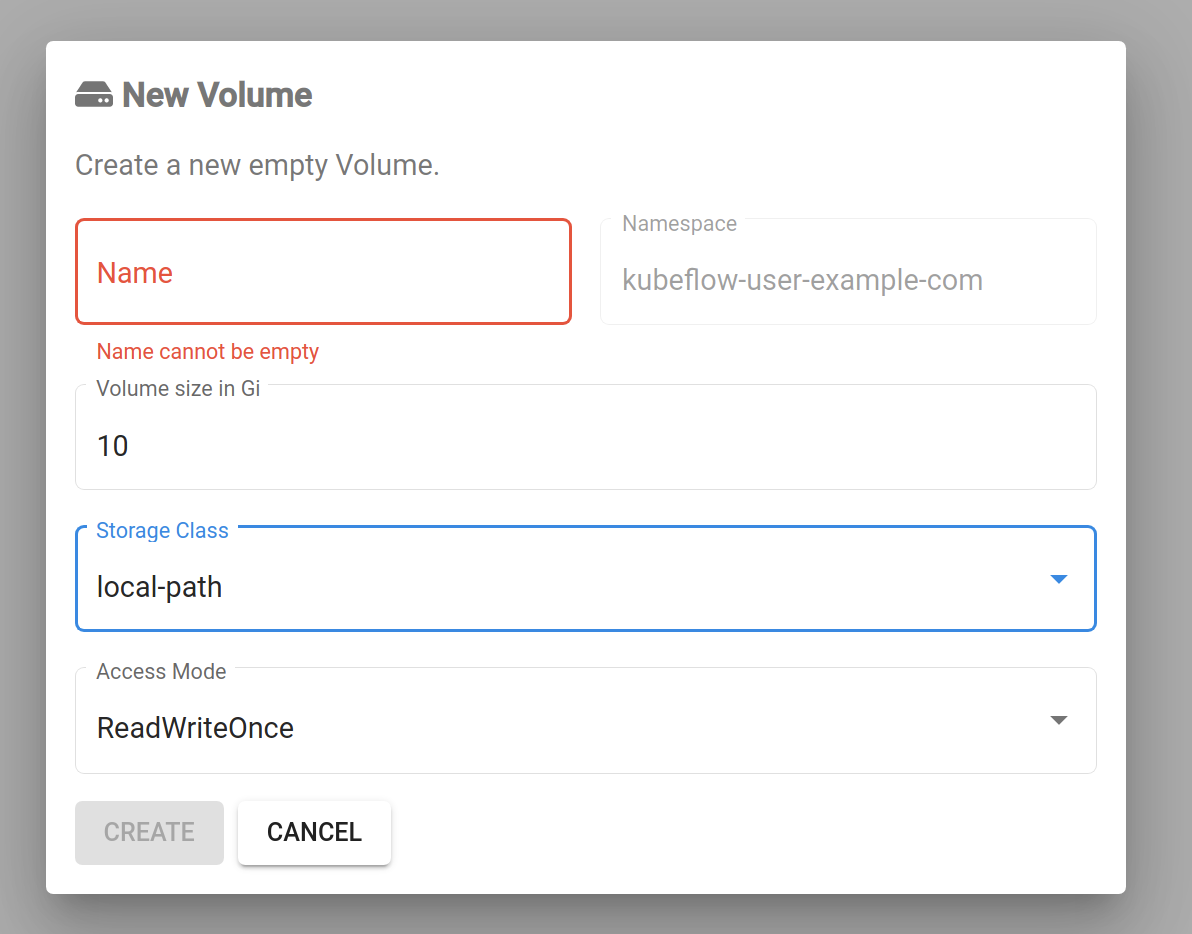 New Volume
Create a new empty Volume.
Name
Namespace
kubeflow-user-example-com
Name cannot be empty
Volume size in Gi
10
Storage Class
local-path
Access Mode
ReadWriteOnce
CREATE
CANCEL